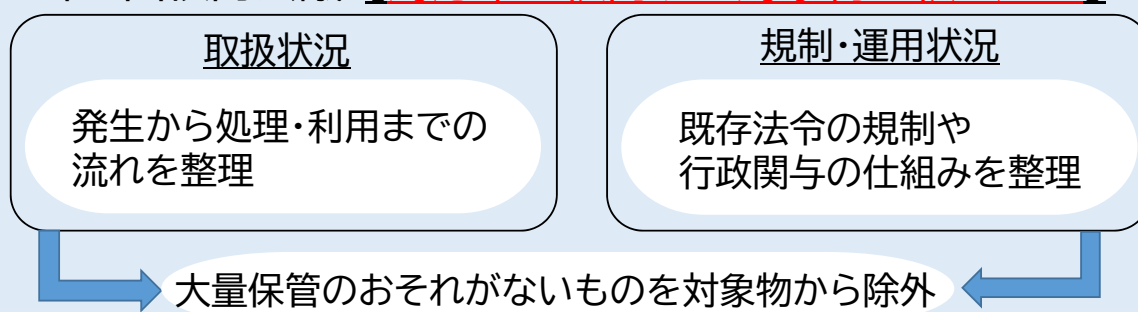 取扱状況
発生から処理・利用までの
流れを整理
規制・運用状況
既存法令の規制や
行政関与の仕組みを整理
大量保管のおそれがないものを対象物から除外